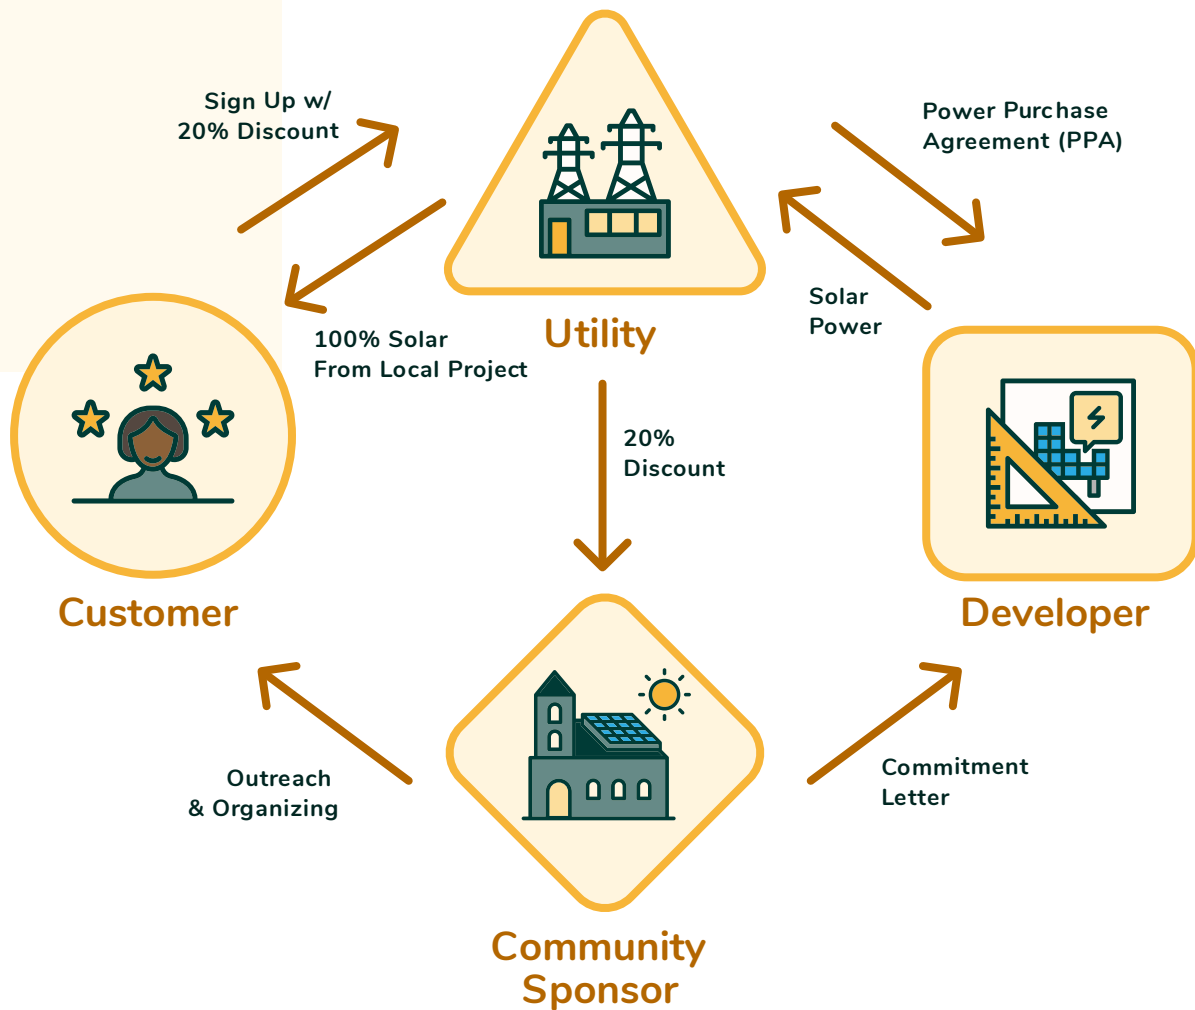 Sign Up w/
20% Discount
Power Purchase
Agreement (PPA)
Solar
Power
100% Solar
From Local Project
Utility
20%
Discount
Customer
Developer
Outreach
& Organizing
Commitment
Letter
Community
Sponsor